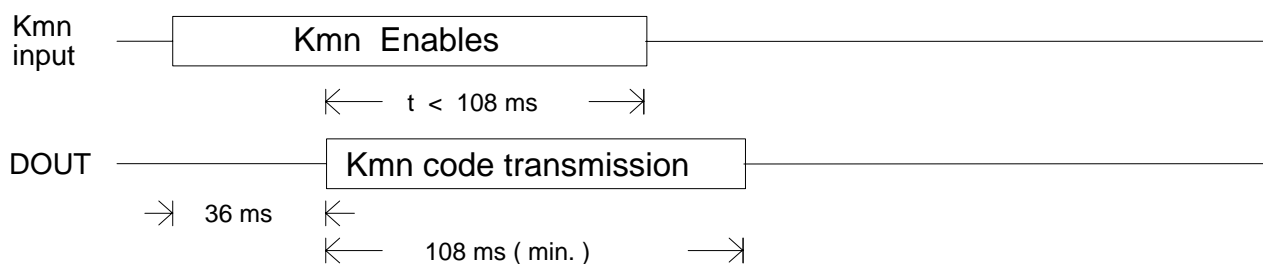 Kmn
input
Kmn Enables
t < 108 ms
DOUT
Kmn code transmission
36 ms
108 ms ( min. )